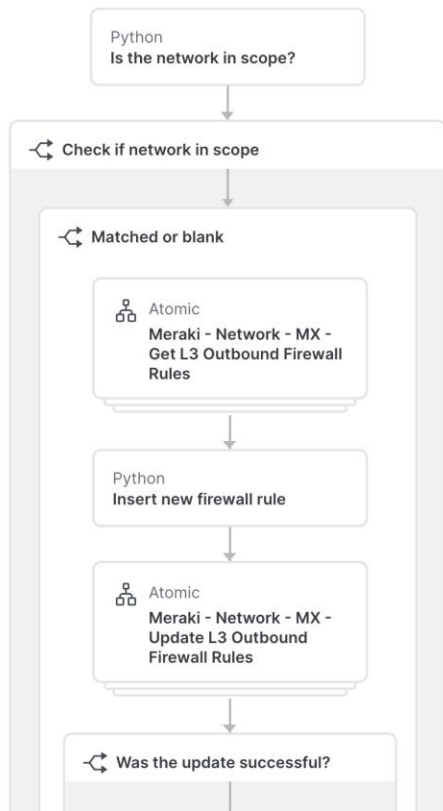 Python
Is the network in scope?
Check if network in scope
Matched or blank
Atomic
Meraki - Network - MX -
Get L3 Outbound Firewall
Rules
Python
Insert new firewall rule
Atomic
Meraki - Network - MX -
Update L3 Outbound
Firewall Rules
Was the update successful?